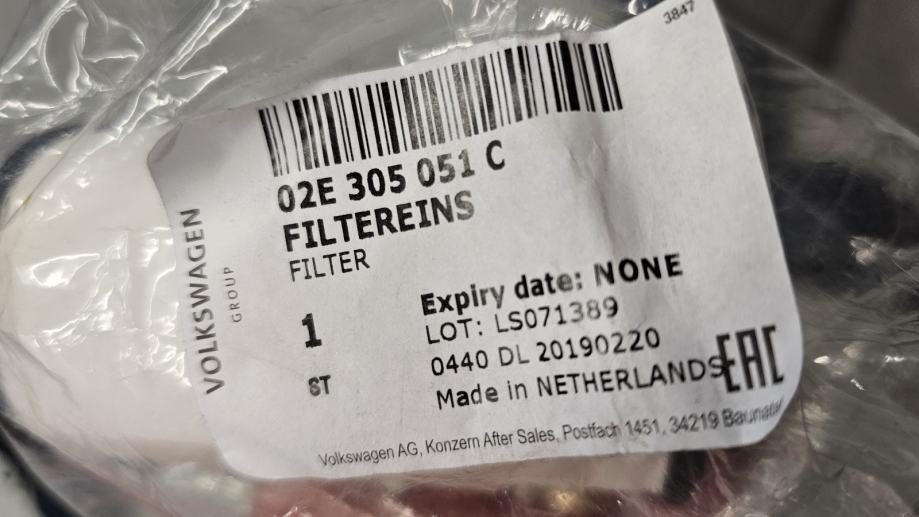 3847
02E 305 051 C
FILTEREINS
FILTER
VOLKSWAGEN
GROUP
1
ST
Expiry date: NONE
LOT: LS071389
0440 DL 20190220
Made in NETHERLANDS
EAC
Volkswagen AG, Konzern After Sales, Postfach 1451, 34219 Baunatal